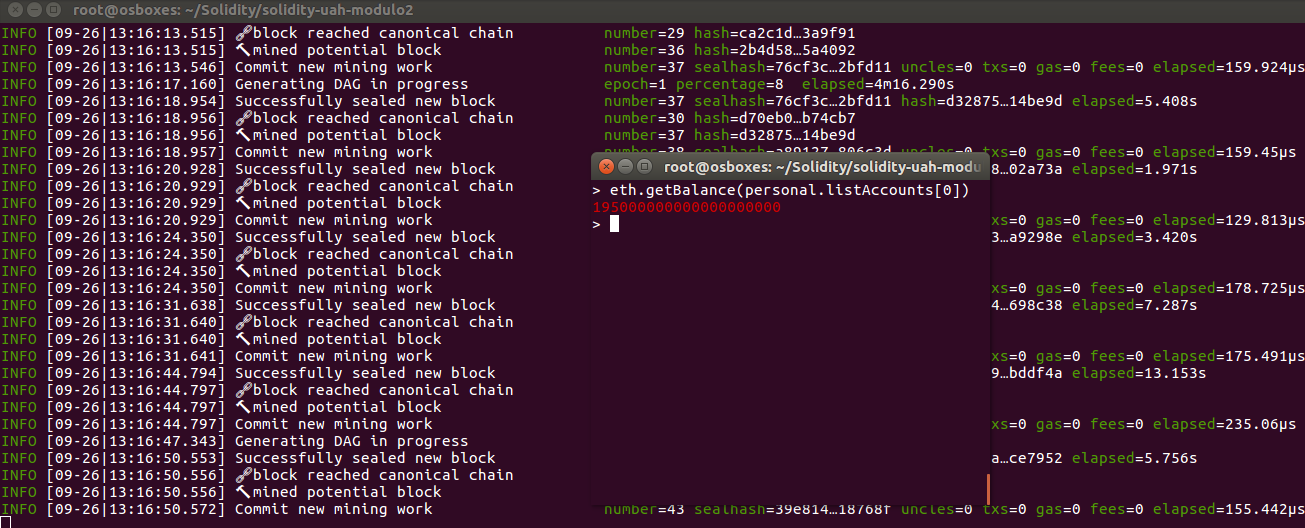 root@osboxes: ~/Solidity/solidity-uah-modulo2
INFO [09-26|13:16:13.515] 🔗block reached canonical chain number=29 hash=ca2c1d…3a9f91
INFO [09-26|13:16:13.515] 🔨mined potential block number=36 hash=2b4d58…5a4092
INFO [09-26|13:16:13.546] Commit new mining work number=37 sealhash=76cf3c…2bfd11 uncles=0 txs=0 gas=0 fees=0 elapsed=159.924µs
INFO [09-26|13:16:17.160] Generating DAG in progress epoch=1 percentage=8 elapsed=4m16.290s
INFO [09-26|13:16:18.954] Successfully sealed new block number=37 sealhash=76cf3c…2bfd11 hash=d32875…14be9d elapsed=5.408s
INFO [09-26|13:16:18.956] 🔗block reached canonical chain number=30 hash=d70eb0…b74cb7
INFO [09-26|13:16:18.956] 🔨mined potential block number=37 hash=d32875…14be9d
INFO [09-26|13:16:18.957] Commit new mining work uncles=0 txs=0 gas=0 fees=0 elapsed=159.45µs
INFO [09-26|13:16:20.928] Successfully sealed new block 8…02a73a elapsed=1.971s
INFO [09-26|13:16:20.929] 🔗block reached canonical chain
INFO [09-26|13:16:20.929] 🔨mined potential block
INFO [09-26|13:16:20.929] Commit new mining work xs=0 gas=0 fees=0 elapsed=129.813µs
INFO [09-26|13:16:24.350] Successfully sealed new block 3…a9298e elapsed=3.420s
INFO [09-26|13:16:24.350] 🔗block reached canonical chain
INFO [09-26|13:16:24.350] 🔨mined potential block
INFO [09-26|13:16:24.350] Commit new mining work xs=0 gas=0 fees=0 elapsed=178.725µs
INFO [09-26|13:16:31.638] Successfully sealed new block 4…698c38 elapsed=7.287s
INFO [09-26|13:16:31.640] 🔗block reached canonical chain
INFO [09-26|13:16:31.640] 🔨mined potential block
INFO [09-26|13:16:31.641] Commit new mining work xs=0 gas=0 fees=0 elapsed=175.491µs
INFO [09-26|13:16:44.794] Successfully sealed new block 9…bddf4a elapsed=13.153s
INFO [09-26|13:16:44.797] 🔗block reached canonical chain
INFO [09-26|13:16:44.797] 🔨mined potential block
INFO [09-26|13:16:44.797] Commit new mining work xs=0 gas=0 fees=0 elapsed=235.06µs
INFO [09-26|13:16:47.343] Generating DAG in progress
INFO [09-26|13:16:50.553] Successfully sealed new block a…ce7952 elapsed=5.756s
INFO [09-26|13:16:50.556] 🔗block reached canonical chain
INFO [09-26|13:16:50.556] 🔨mined potential block
INFO [09-26|13:16:50.572] Commit new mining work number=43 sealhash=39e814…18768f uncles=0 txs=0 gas=0 fees=0 elapsed=155.442µs
root@osboxes: ~/Solidity/solidity-uah-modu
> eth.getBalance(personal.listAccounts[0])
195000000000000000000
>